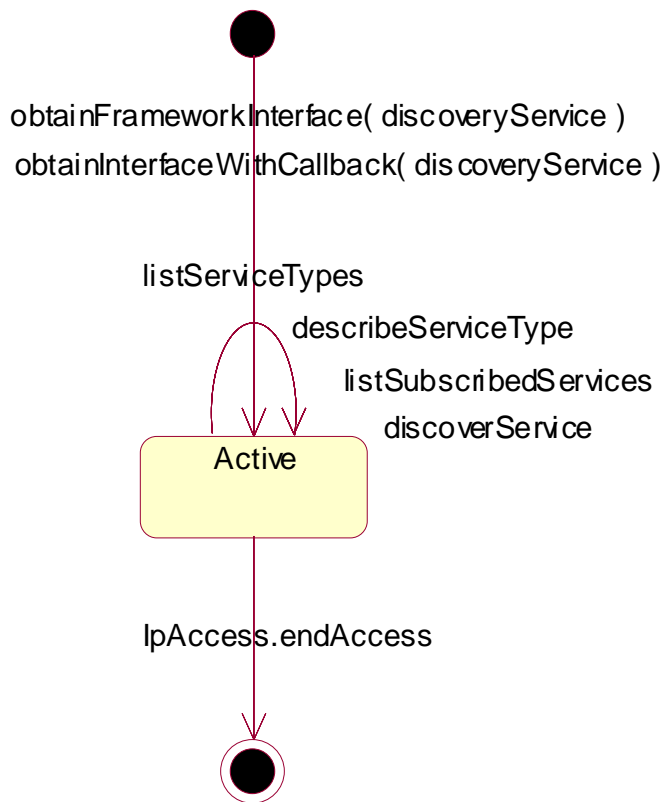 obtainFrameworkInterface( discoveryService )
obtainInterfaceWithCallback( discoveryService )
listServiceTypes
describeServiceType
listSubscribedServices
discoverService
Active
IpAccess.endAccess